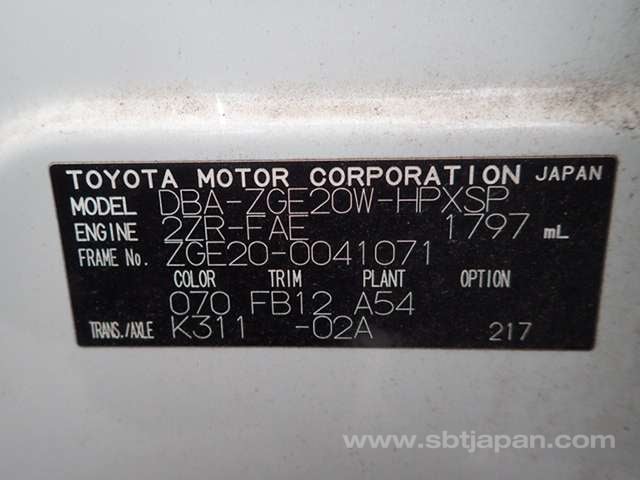 TOYOTA MOTOR CORPORATION JAPAN
MODEL DBA-ZGE20W-HPXSP
ENGINE 2ZR-FAE 1797 mL
FRAME No. ZGE20-0041071
COLOR TRIM PLANT OPTION
070 FB12 A54
TRANS./AXLE K311 -02A 217
www.sbtjapan.com